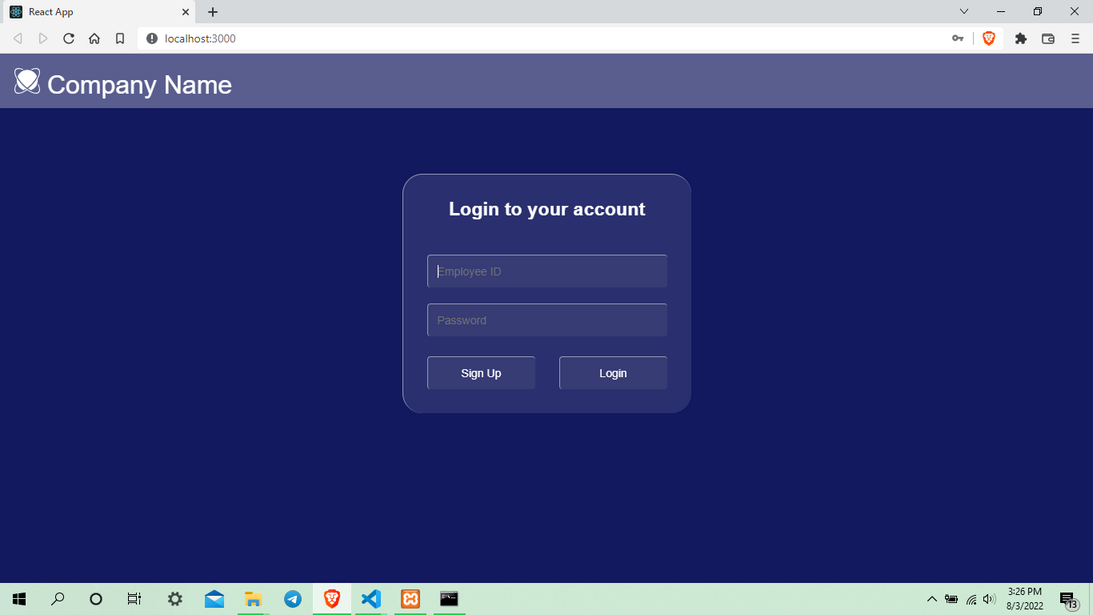 React App
localhost:3000
Company Name
Login to your account
Employee ID
Password
Sign Up
Login
3:26 PM
8/3/2022
13